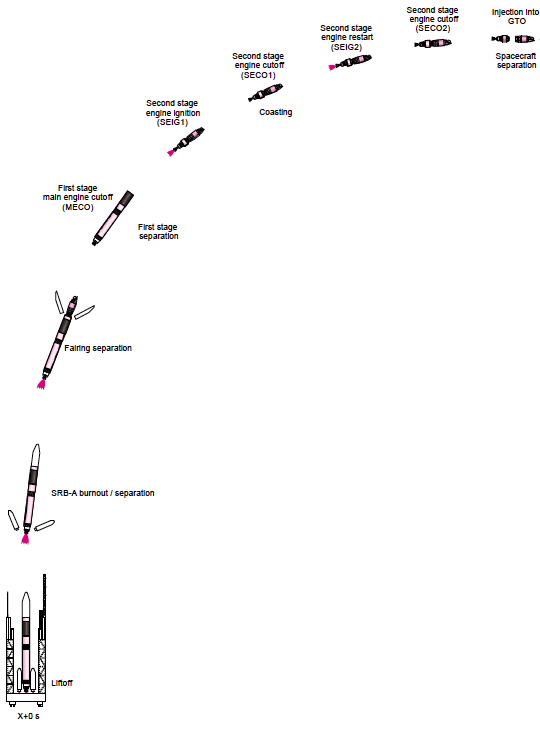 Injection into
GTO
Spacecraft
separation
Second stage
engine cutoff
(SECO2)
Second stage
engine restart
(SEIG2)
Second stage
engine cutoff
(SECO1)
Coasting
Second stage
engine ignition
(SEIG1)
First stage
main engine cutoff
(MECO)
First stage
separation
Fairing separation
SRB-A burnout / separation
Liftoff
X+0 s